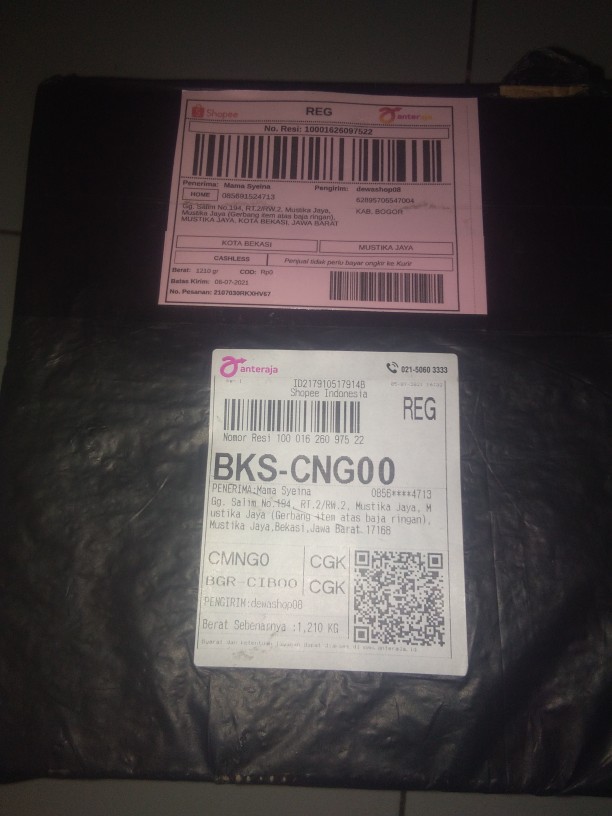 Shopee REG anteraja
No. Resi: 10001626097522
Penerima: Mama Syeina Pengirim: dewashop08
HOME 085691524713 62895706547004
Gg. Salim No.194, RT.2/RW.2, Mustika Jaya, KAB. BOGOR
Mustika Jaya (Gerbang item atas baja ringan),
MUSTIKA JAYA, KOTA BEKASI, JAWA BARAT
KOTA BEKASI MUSTIKA JAYA
CASHLESS Penjual tidak perlu bayar ongkir ke Kurir
Berat: 1210 gr COD: Rp0
Batas Kirim: 08-07-2021
No. Pesanan: 2107039RKXHV67
anteraja 021-5060 3333
ID2179105179148
Shopee Indonesia
REG
Nomor Resi 100 016 260 975 22
BKS-CNG00
PENERIMA:Mama Syeina 0856****4713
Gg. Salim No.194, RT.2/RW.2, Mustika Jaya, M
ustika Jaya (Gerbang item atas baja ringan),
Mustika Jaya,Bekasi,Jawa Barat 17168
CMNG0 CGK
BGR-CIB00 CGK
PENGIRIM:dewashop08
Berat Sebenarnya :1,210 KG